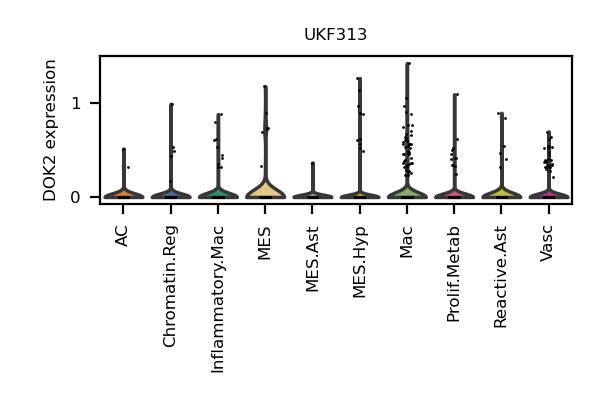 UKF313
DOK2 expression
1
0
AC
Chromatin.Reg
Inflammatory.Mac
MES
MES.Ast
MES.Hyp
Mac
Prolif.Metab
Reactive.Ast
Vasc